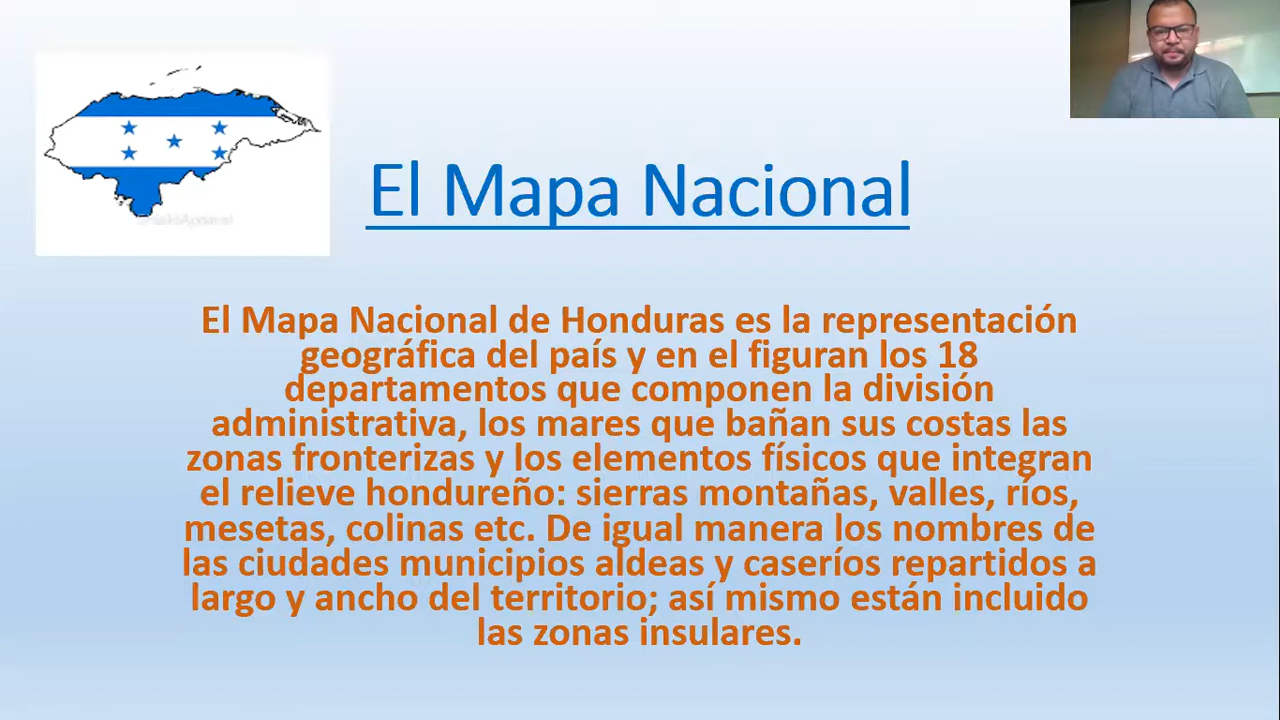 El Mapa Nacional
El Mapa Nacional de Honduras es la representación
geográfica del país y en el figuran los 18
departamentos que componen la división
administrativa, los mares que bañan sus costas las
zonas fronterizas y los elementos físicos que integran
el relieve hondureño: sierras montañas, valles, ríos,
mesetas, colinas etc. De igual manera los nombres de
las ciudades municipios aldeas y caseríos repartidos a
largo y ancho del territorio; así mismo están incluido
las zonas insulares.